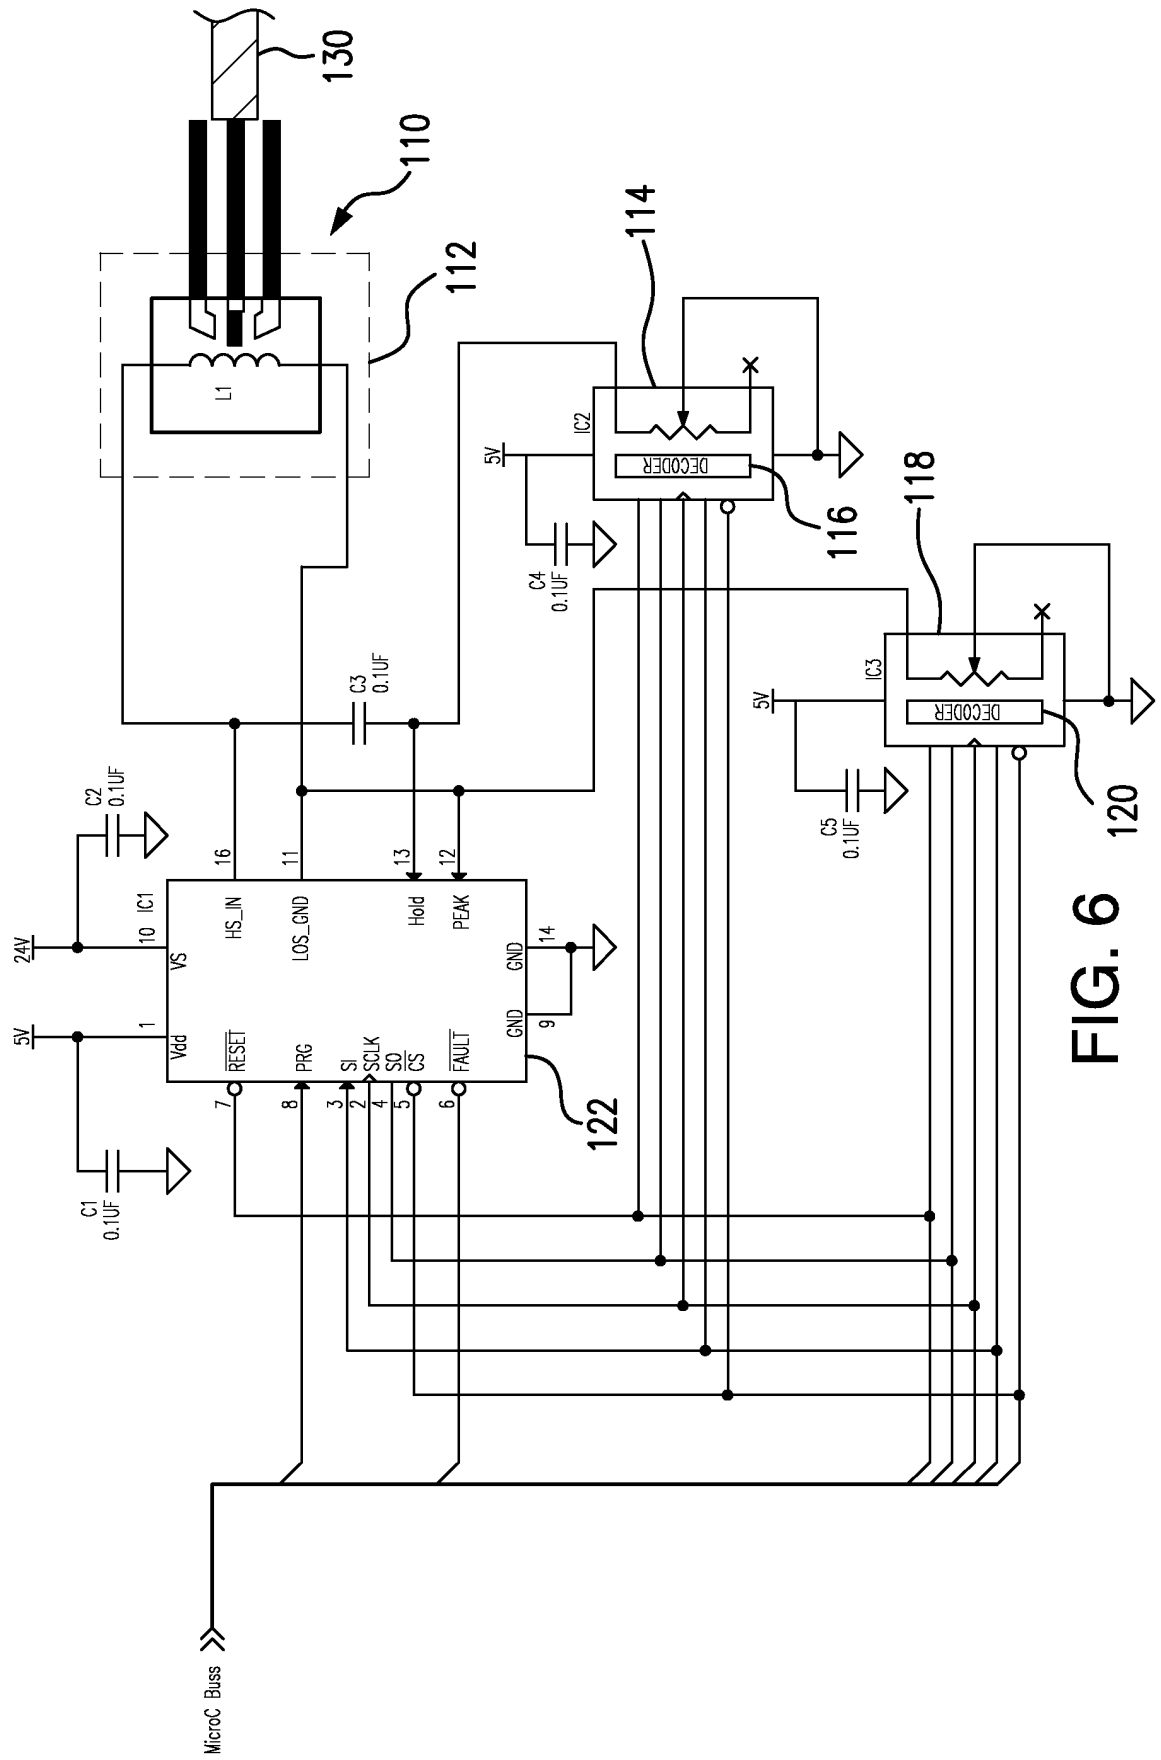 130
110
112
L1
114
IC2
5V
DECODER
116
C4
0.1UF
118
IC3
5V
DECODER
120
C5
0.1UF
C3
0.1UF
C2
0.1UF
24V
5V
C1
0.1UF
IC1
10
VS
1
Vdd
16
HS_IN
11
LOS_GND
13
Hold
12
PEAK
14
GND
9
GND
7
RESET
8
PRG
3
SI
2
SCLK
4
SO
5
CS
6
FAULT
122
MicroC Buss
FIG. 6